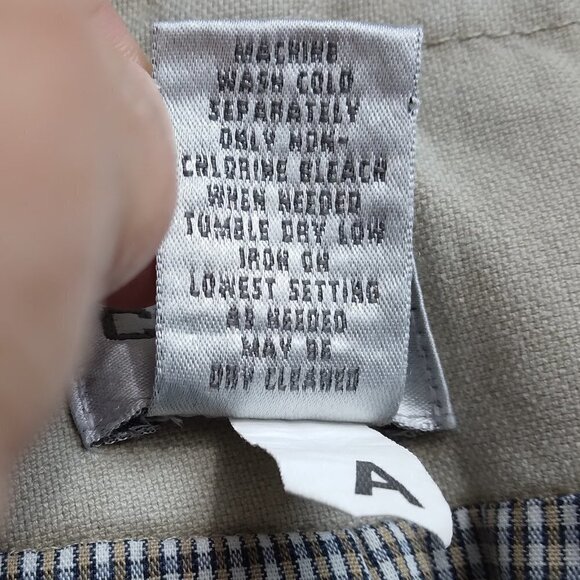 MACHINE
WASH COLD
SEPARATELY
ONLY NON-
CHLORINE BLEACH
WHEN NEEDED
TUMBLE DRY LOW
IRON ON
LOWEST SETTING
AS NEEDED
MAY BE
DRY CLEANED
A